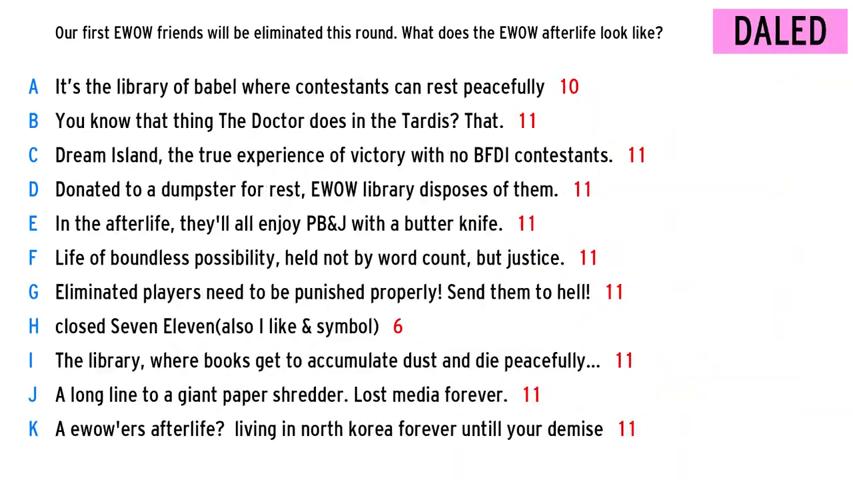 Our first EWOW friends will be eliminated this round. What does the EWOW afterlife look like?
DALED
A It's the library of babel where contestants can rest peacefully 10
B You know that thing The Doctor does in the Tardis? That. 11
C Dream Island, the true experience of victory with no BFDI contestants. 11
D Donated to a dumpster for rest, EWOW library disposes of them. 11
E In the afterlife, they'll all enjoy PB&J with a butter knife. 11
F Life of boundless possibility, held not by word count, but justice. 11
G Eliminated players need to be punished properly! Send them to hell! 11
H closed Seven Eleven(also I like & symbol) 6
I The library, where books get to accumulate dust and die peacefully... 11
J A long line to a giant paper shredder. Lost media forever. 11
K A ewow'ers afterlife? living in north korea forever untill your demise 11